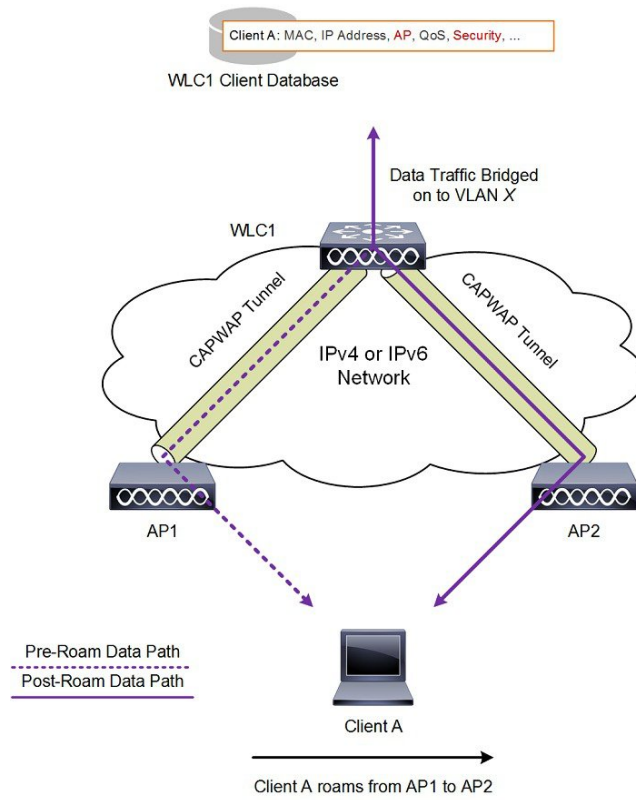 Client A: MAC, IP Address, AP, QoS, Security, ...
WLC1 Client Database
Data Traffic Bridged
on to VLAN X
WLC1
CAPWAP Tunnel
CAPWAP Tunnel
IPv4 or IPv6
Network
AP1
AP2
Pre-Roam Data Path
Post-Roam Data Path
Client A
Client A roams from AP1 to AP2